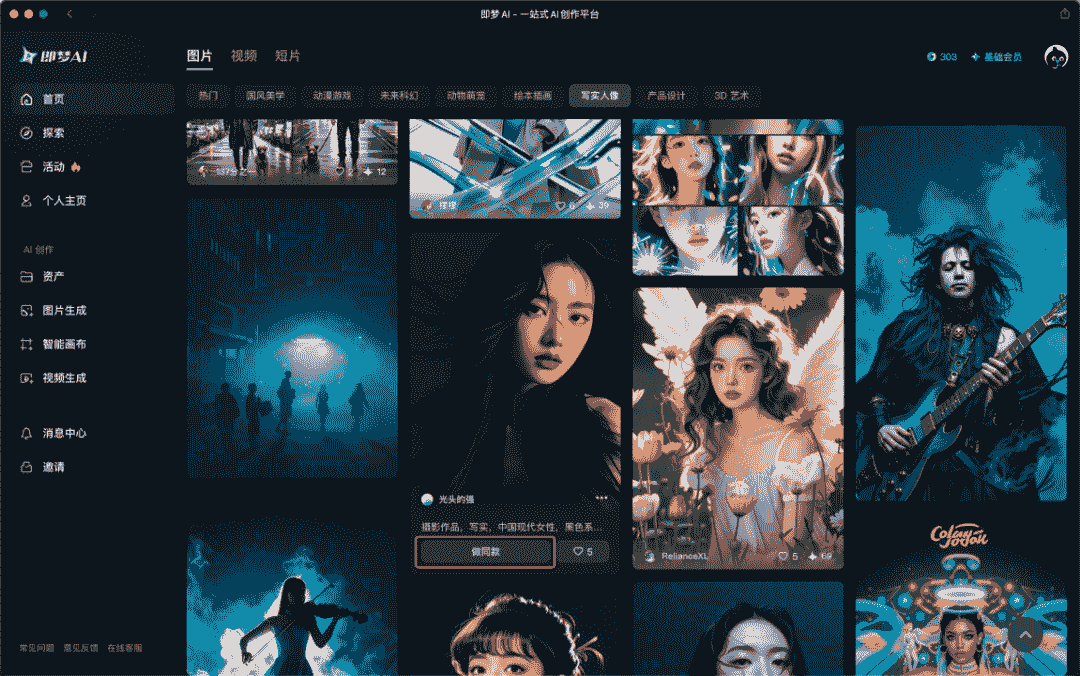 即梦 AI - 一站式 AI 创作平台
即梦AI
图片 视频 短片
303 基础会员
热门 国风美学 动漫游戏 未来科幻 动物萌宠 绘本插画 写实人像 产品设计 3D 艺术
首页
探索
活动
个人主页
AI 创作
资产
图片生成
智能画布
视频生成
消息中心
邀请
常见问题 意见反馈 在线客服
2 12
6 39
光头的强
摄影作品，写实，中国现代女性，黑色系...
做同款 5
RelianceXL 5 69